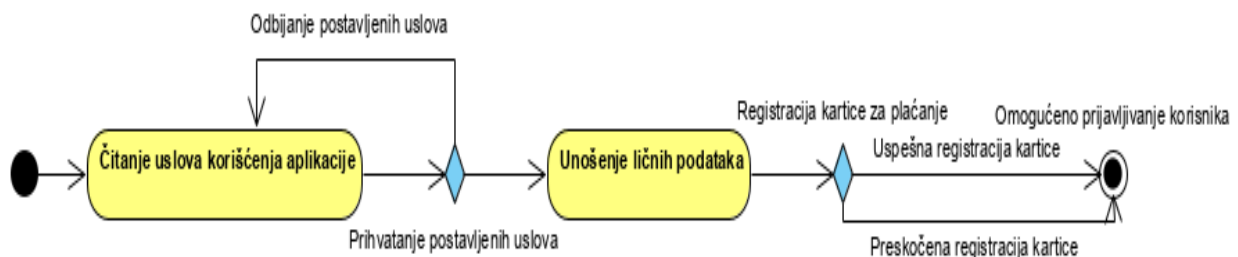 Odbijanje postavljenih uslova
Čitanje uslova korišćenja aplikacije
Prihvatanje postavljenih uslova
Unošenje ličnih podataka
Registracija kartice za plaćanje
Omogućeno prijavljivanje korisnika
Uspešna registracija kartice
Preskočena registracija kartice